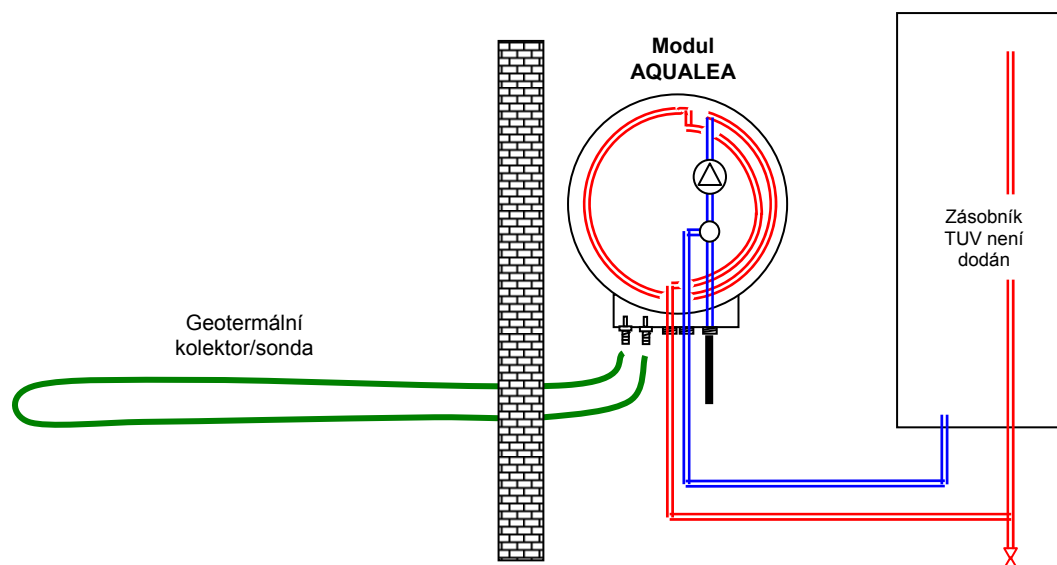 Modul
AQUALEA
Zásobník
TUV není
dodán
Geotermální
kolektor/sonda